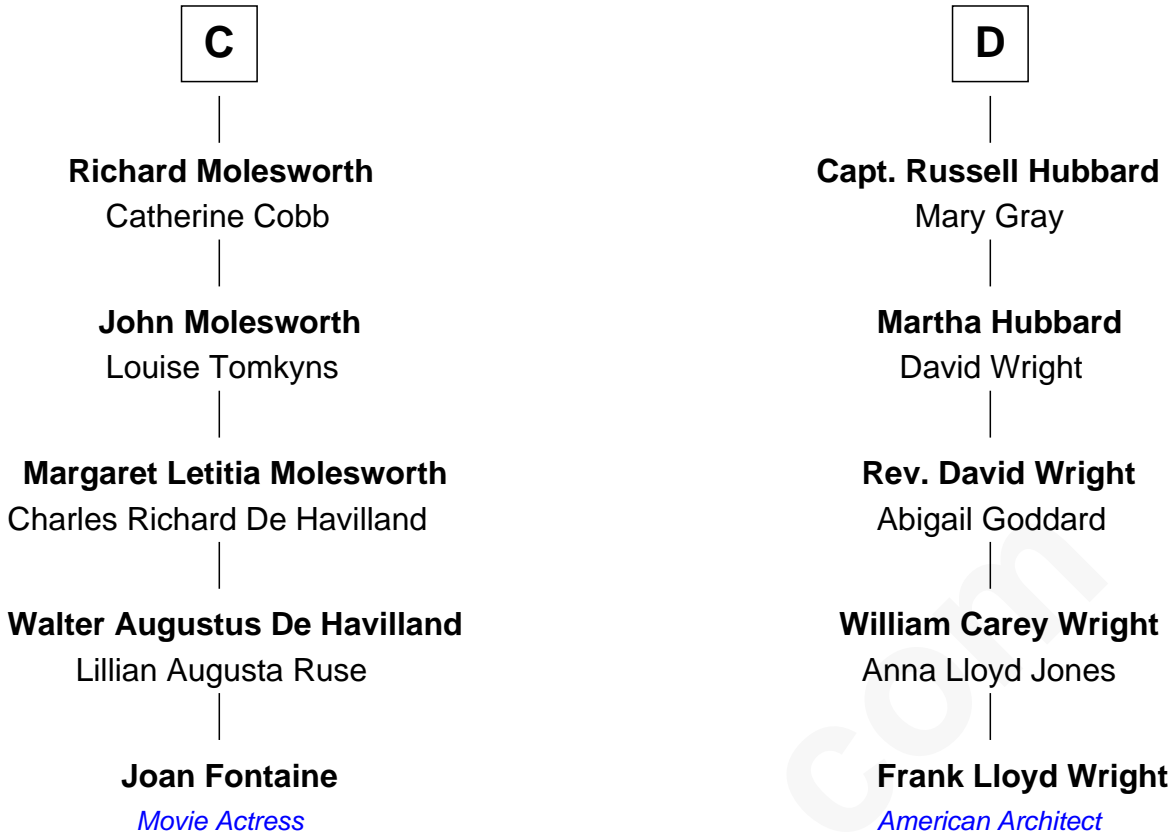 C
Richard Molesworth
Catherine Cobb
John Molesworth
Louise Tomkyns
Margaret Letitia Molesworth
Charles Richard De Havilland
Walter Augustus De Havilland
Lillian Augusta Ruse
Joan Fontaine
Movie Actress
D
Capt. Russell Hubbard
Mary Gray
Martha Hubbard
David Wright
Rev. David Wright
Abigail Goddard
William Carey Wright
Anna Lloyd Jones
Frank Lloyd Wright
American Architect
com